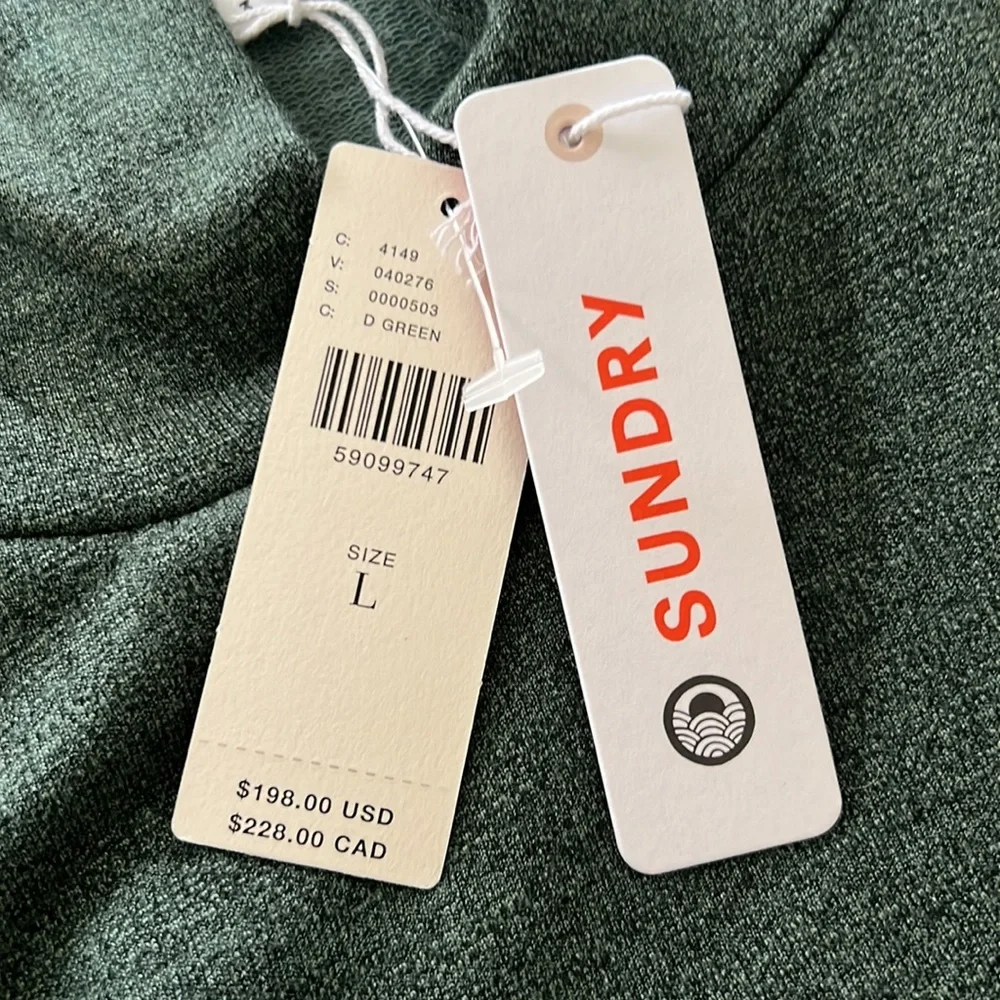 C: 4149
V: 040276
S: 0000503
C: D GREEN
59099747
SIZE
L
$198.00 USD
$228.00 CAD
SUNDRY